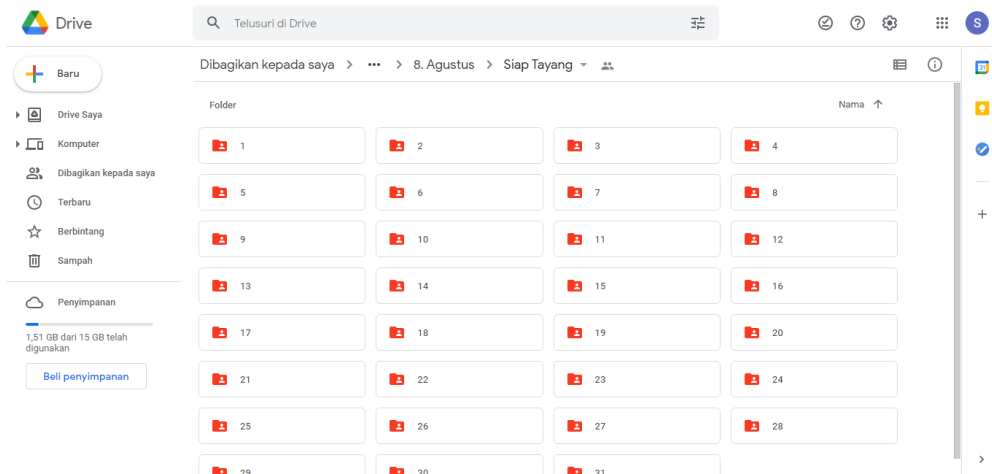 Drive
Telusuri di Drive
S
Baru
Dibagikan kepada saya > ... > 8. Agustus > Siap Tayang
Drive Saya
Komputer
Dibagikan kepada saya
Terbaru
Berbintang
Sampah
Penyimpanan
1,51 GB dari 15 GB telah
digunakan
Beli penyimpanan
Folder
Nama
1 2 3 4
5 6 7 8
9 10 11 12
13 14 15 16
17 18 19 20
21 22 23 24
25 26 27 28
29 30 31
31